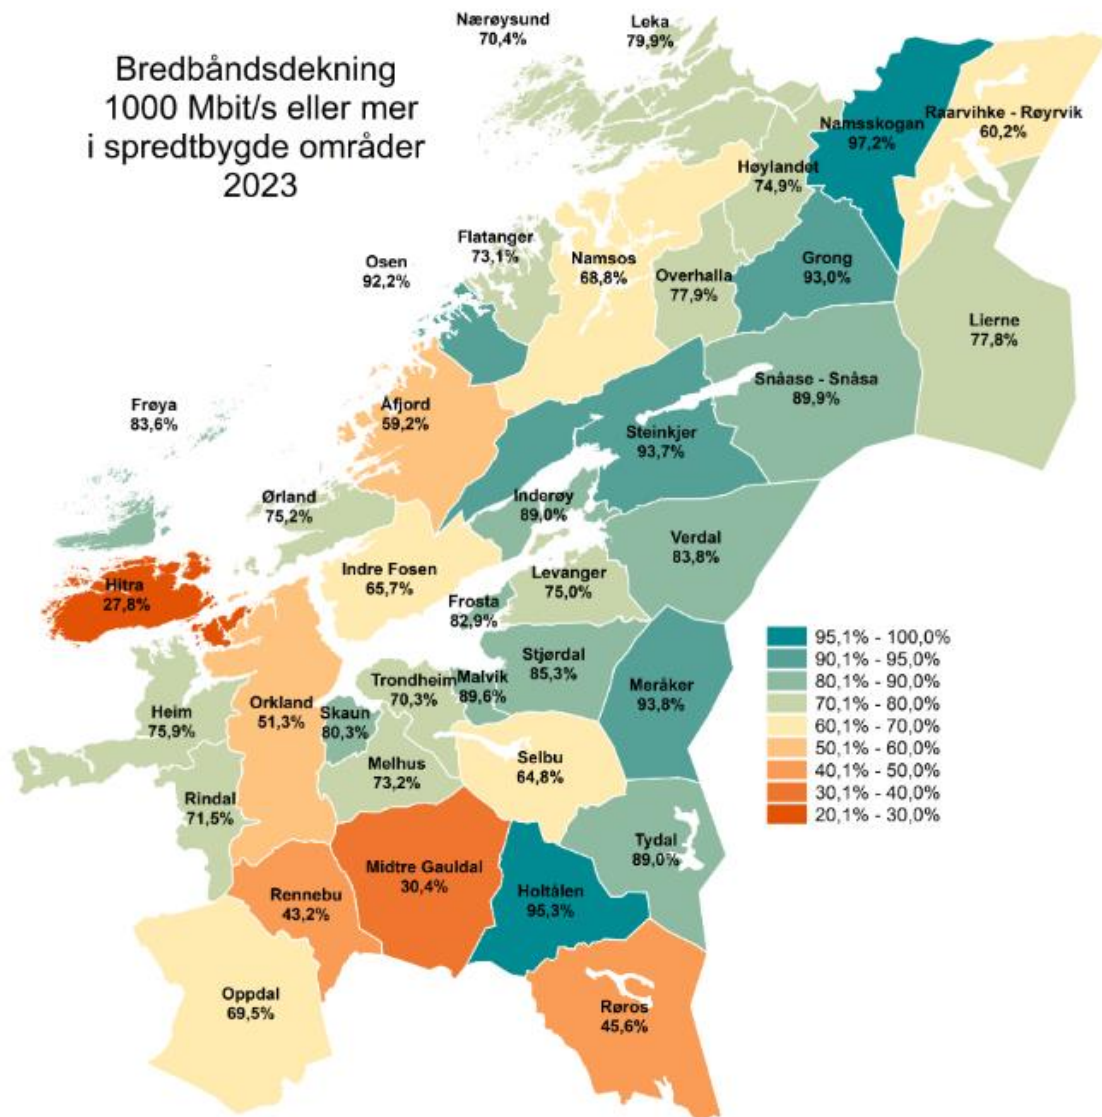 Bredbåndsdekning
1000 Mbit/s eller mer
i spredtbygde områder
2023
Nærøysund
70,4%
Leka
79,9%
Namsskogan
97,2%
Raarvihke - Røyrvik
60,2%
Høylandet
74,9%
Flatanger
73,1%
Osen
92,2%
Namsos
68,8%
Overhalla
77,9%
Grong
93,0%
Lierne
77,8%
Snåase - Snåsa
89,9%
Frøya
83,6%
Åfjord
59,2%
Steinkjer
93,7%
Ørland
75,2%
Inderøy
89,0%
Verdal
83,8%
Hitra
27,8%
Indre Fosen
65,7%
Levanger
75,0%
Frosta
82,9%
Stjørdal
85,3%
Trondheim
70,3%
Malvik
89,6%
Meråker
93,8%
Heim
75,9%
Orkland
51,3%
Skaun
80,3%
Melhus
73,2%
Selbu
64,8%
Rindal
71,5%
Tydal
89,0%
Midtre Gauldal
30,4%
Rennebu
43,2%
Holtålen
95,3%
Oppdal
69,5%
Røros
45,6%
95,1% - 100,0%
90,1% - 95,0%
80,1% - 90,0%
70,1% - 80,0%
60,1% - 70,0%
50,1% - 60,0%
40,1% - 50,0%
30,1% - 40,0%
20,1% - 30,0%